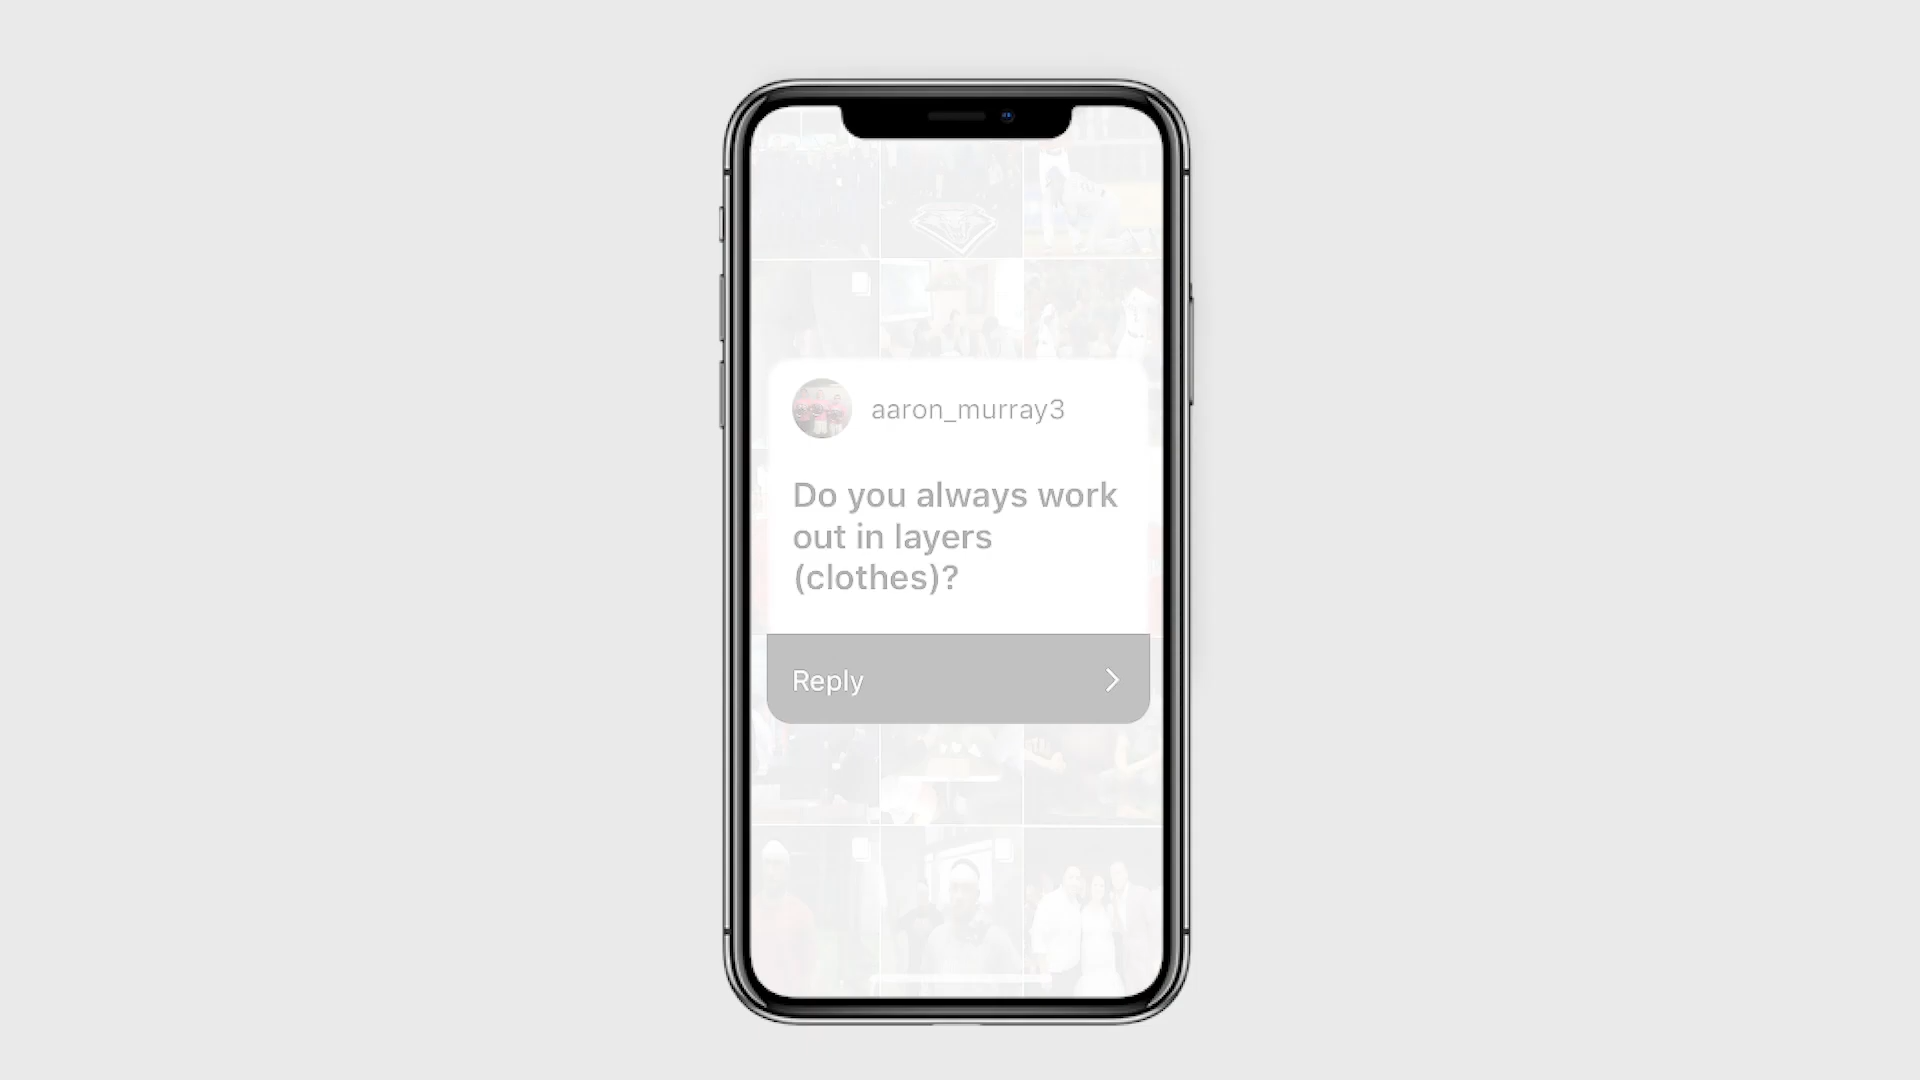 aaron_murray3
Do you always work
out in layers
(clothes)?
Reply